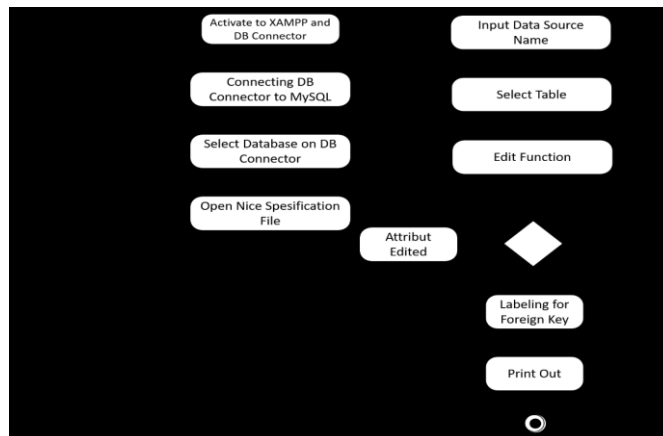 Activate to XAMPP and
DB Connector
Connecting DB
Connector to MySQL
Select Database on DB
Connector
Open Nice Spesification
File
Input Data Source
Name
Select Table
Edit Function
Attribut
Edited
Labeling for
Foreign Key
Print Out